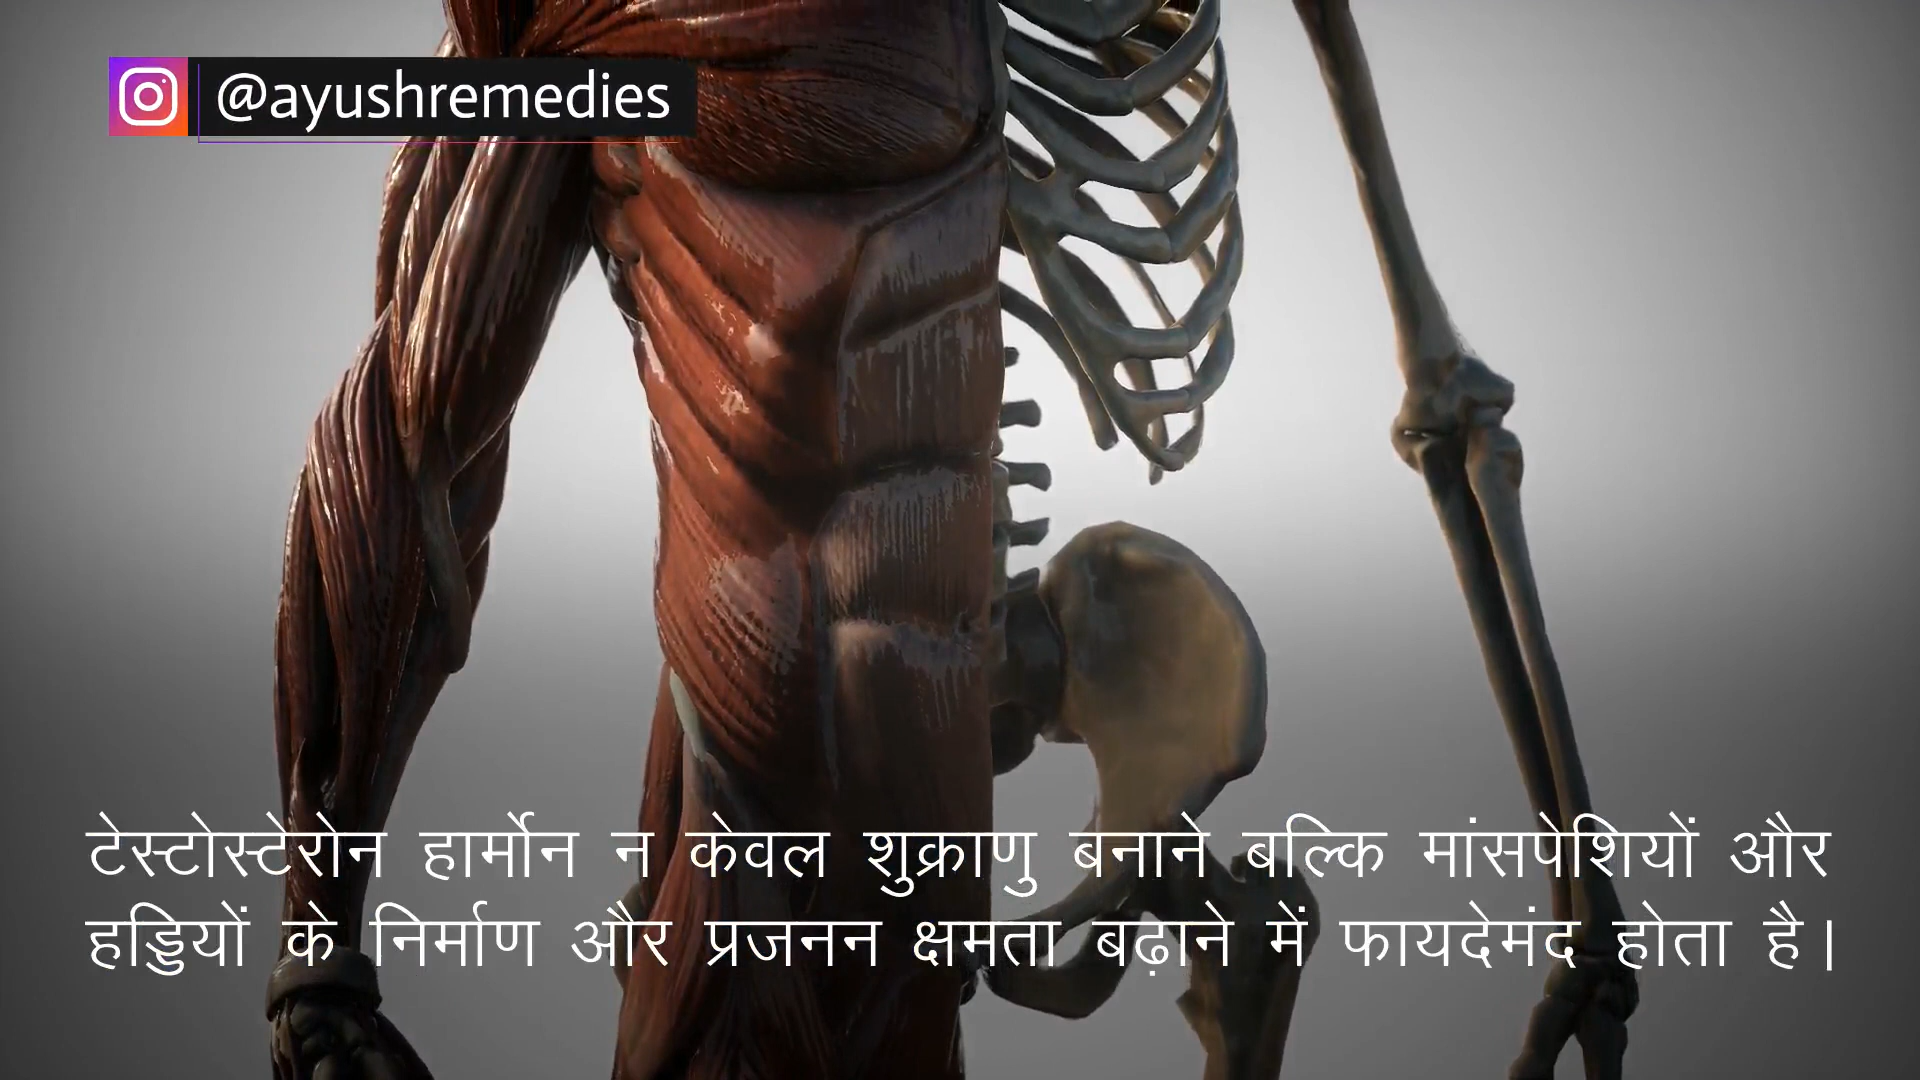 @ayushremedies
टेस्टोस्टेरोन हार्मोन न केवल शुक्राणु बनाने बल्कि मांसपेशियों और
हड्डियों के निर्माण और प्रजनन क्षमता बढ़ाने में फायदेमंद होता है।